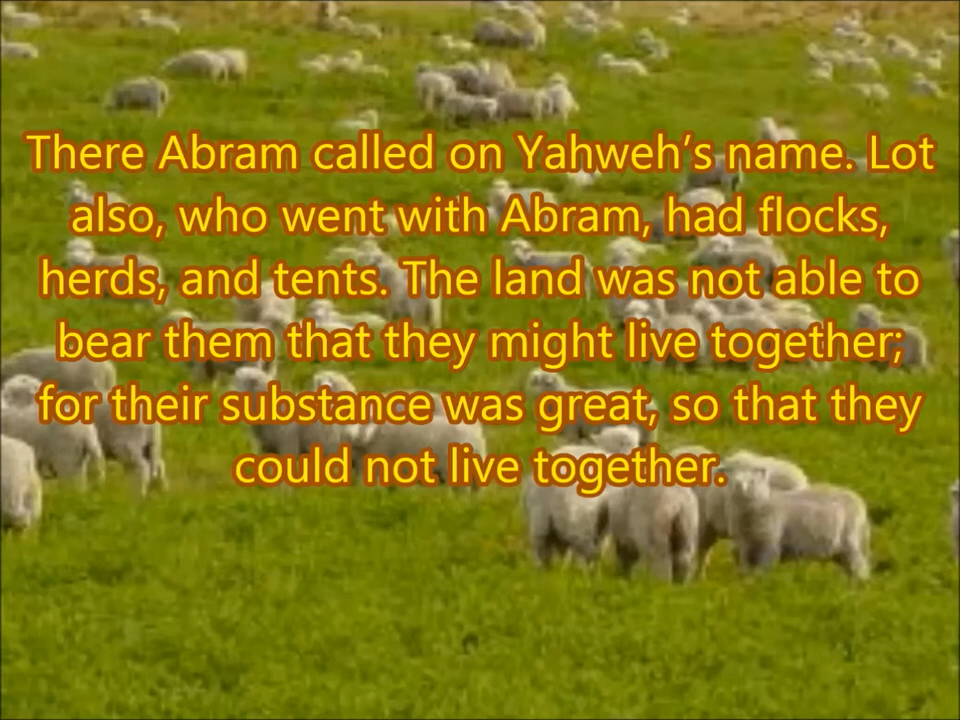 There Abram called on Yahweh’s name. Lot
also, who went with Abram, had flocks,
herds, and tents. The land was not able to
bear them that they might live together;
for their substance was great, so that they
could not live together.